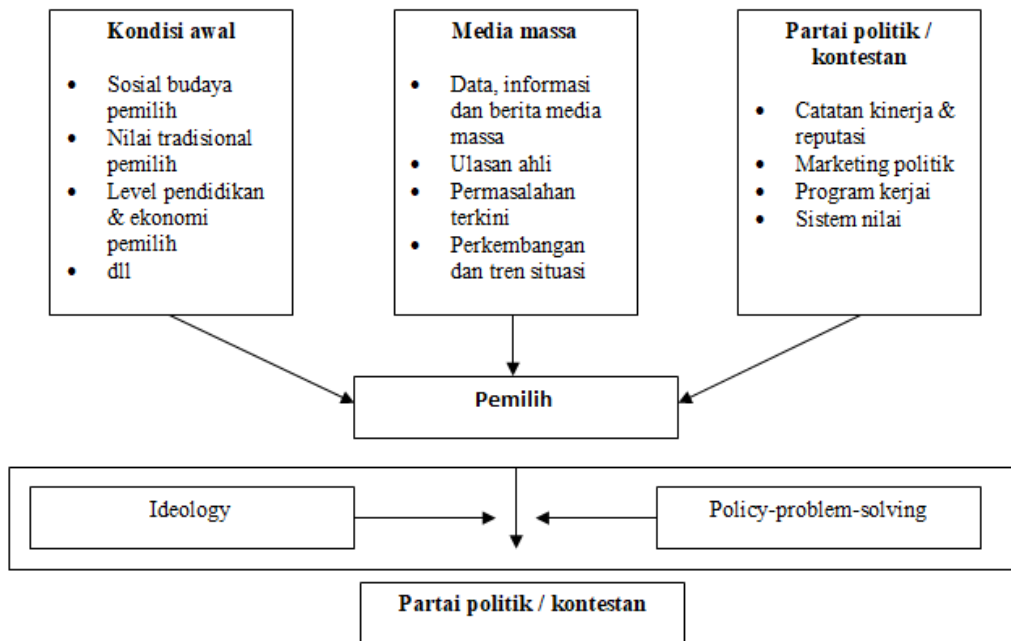 Kondisi awal
• Sosial budaya
pemilih
• Nilai tradisional
pemilih
• Level pendidikan
& ekonomi
pemilih
• dll
Media massa
• Data, informasi
dan berita media
massa
• Ulasan ahli
• Permasalahan
terkini
• Perkembangan
dan tren situasi
Partai politik /
kontestan
• Catatan kinerja &
reputasi
• Marketing politik
• Program kerjai
• Sistem nilai
Pemilih
Ideology
Policy-problem-solving
Partai politik / kontestan